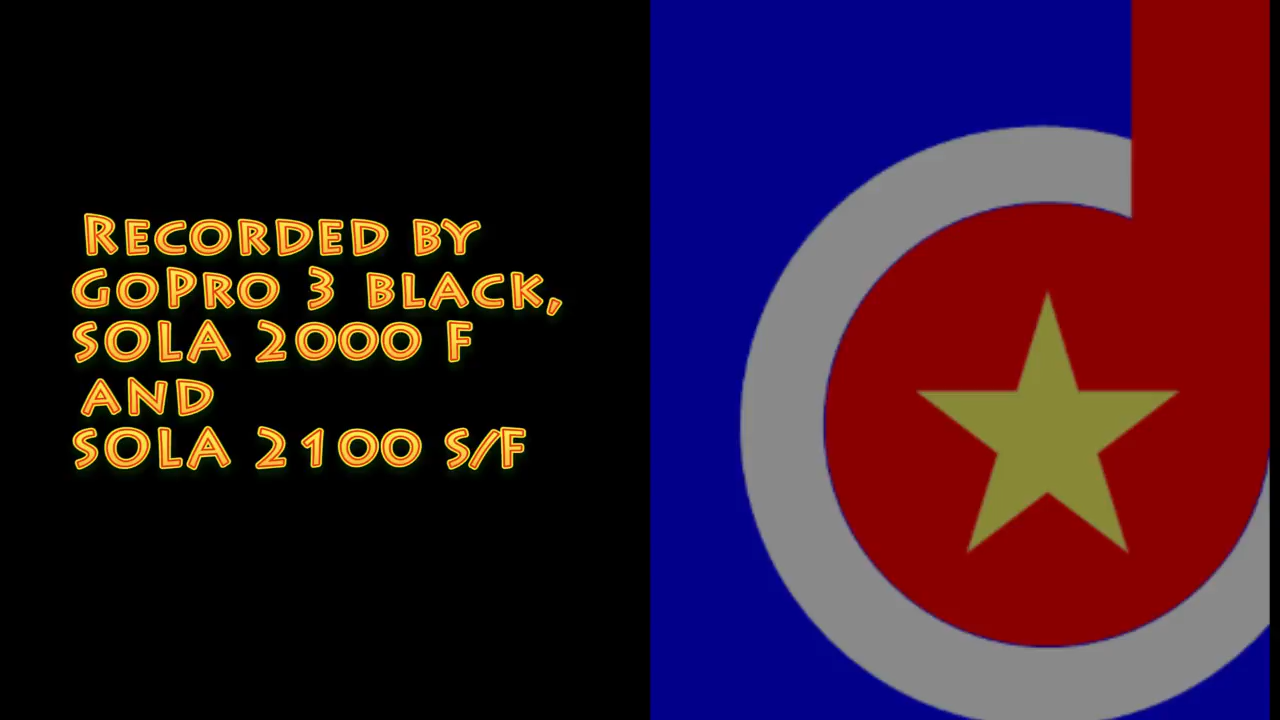 Recorded by
GoPro 3 black,
SOLA 2000 F
and
SOLA 2100 S/F